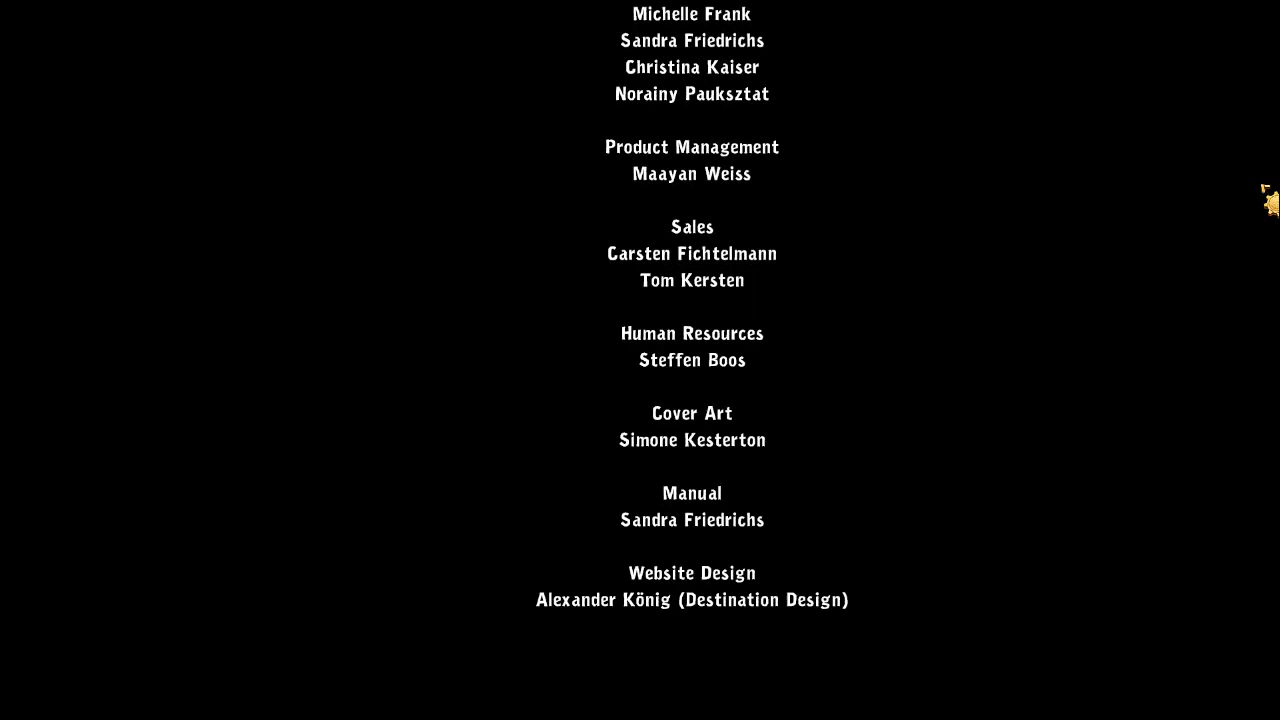 Michelle Frank
Sandra Friedrichs
Christina Kaiser
Norainy Pauksztat
Product Management
Maayan Weiss
Sales
Carsten Fichtelmann
Tom Kersten
Human Resources
Steffen Boos
Cover Art
Simone Kesterton
Manual
Sandra Friedrichs
Website Design
Alexander König (Destination Design)